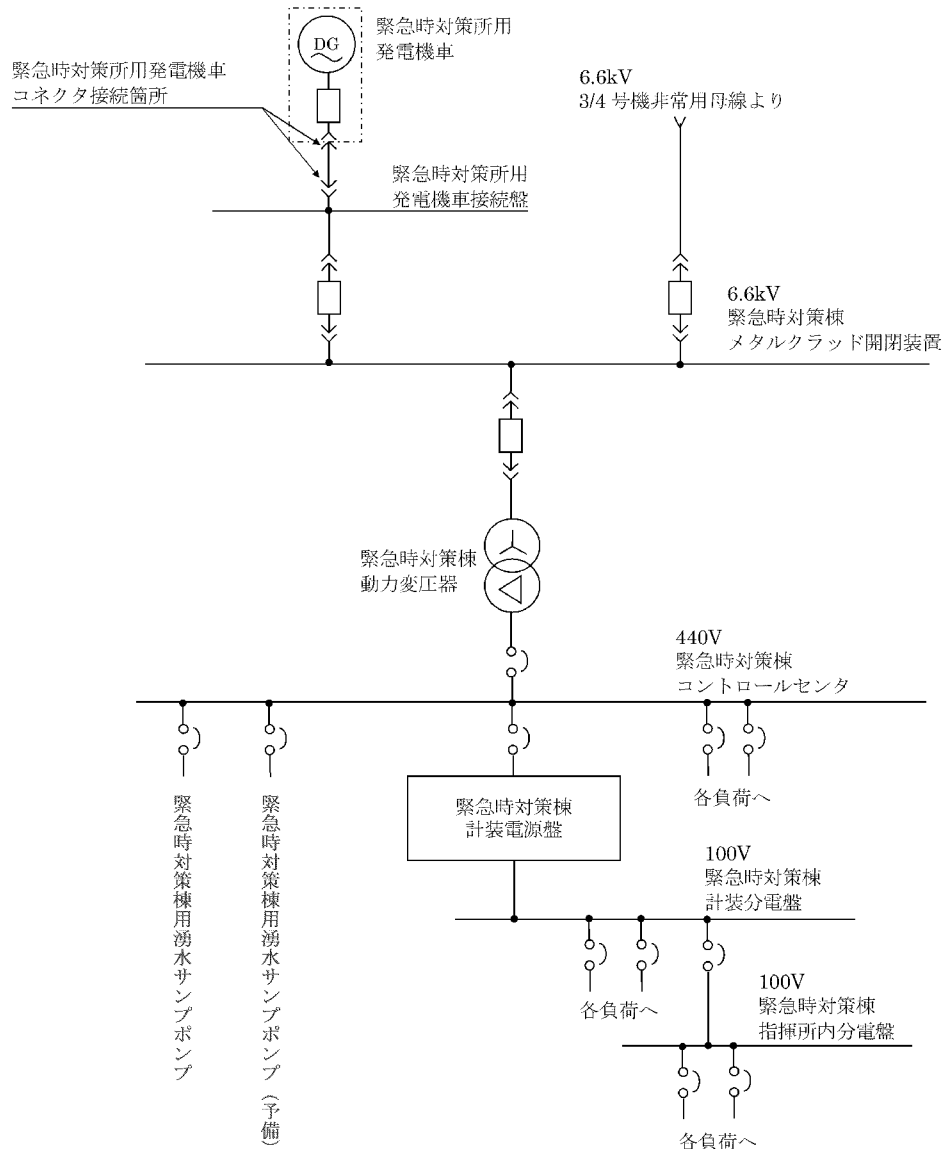 緊急時対策所用
発電機車
DG
緊急時対策所用発電機車
コネクタ接続箇所
6.6kV
3/4 号機非常用母線より
緊急時対策所用
発電機車接続盤
6.6kV
緊急時対策棟
メタルクラッド開閉装置
緊急時対策棟
動力変圧器
440V
緊急時対策棟
コントロールセンタ
緊急時対策棟用湧水サンプポンプ
緊急時対策棟用湧水サンプポンプ（予備）
緊急時対策棟
計装電源盤
各負荷へ
100V
緊急時対策棟
計装分電盤
各負荷へ
100V
緊急時対策棟
指揮所内分電盤
各負荷へ